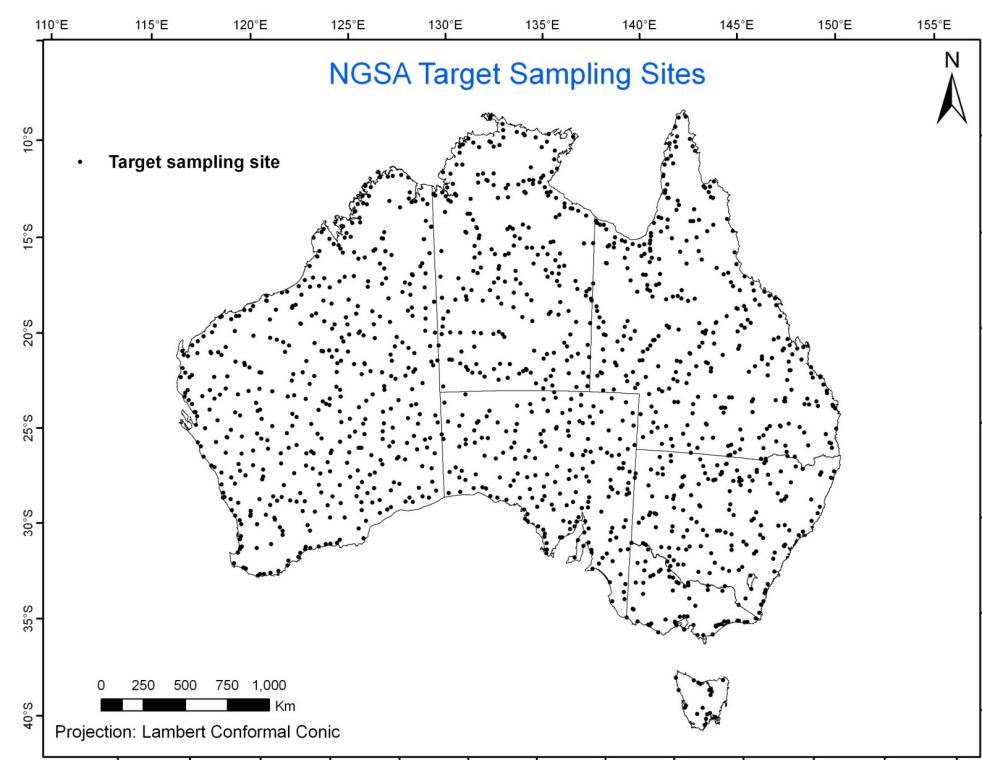 110°E 115°E 120°E 125°E 130°E 135°E 140°E 145°E 150°E 155°E
NGSA Target Sampling Sites
N
10°S
Target sampling site
15°S
20°S
25°S
30°S
35°S
0 250 500 750 1,000
Km
40°S
Projection: Lambert Conformal Conic